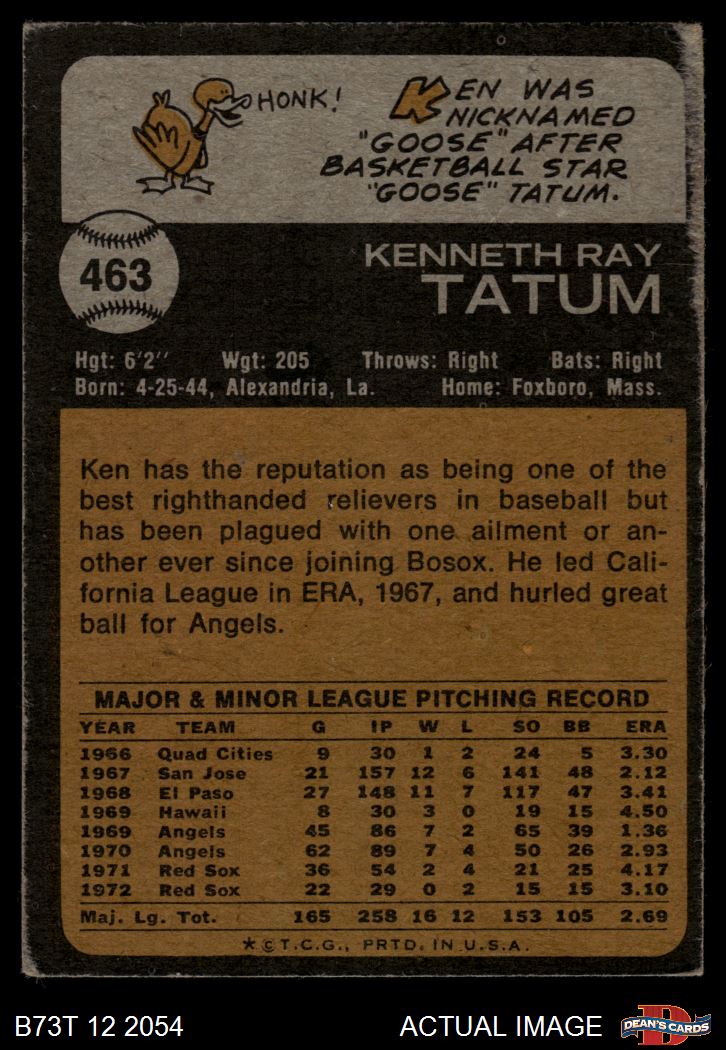 HONK!
KEN WAS
NICKNAMED
"GOOSE" AFTER
BASKETBALL STAR
"GOOSE" TATUM.
463
KENNETH RAY
TATUM
Hgt: 6'2'' Wgt: 205 Throws: Right Bats: Right
Born: 4-25-44, Alexandria, La. Home: Foxboro, Mass.
Ken has the reputation as being one of the
best righthanded relievers in baseball but
has been plagued with one ailment or an-
other ever since joining Bosox. He led Cali-
fornia League in ERA, 1967, and hurled great
ball for Angels.
MAJOR & MINOR LEAGUE PITCHING RECORD
YEAR TEAM G IP W L SO BB ERA
1966 Quad Cities 9 30 1 2 24 5 3.30
1967 San Jose 21 157 12 6 141 48 2.12
1968 El Paso 27 148 11 7 117 47 3.41
1969 Hawaii 8 30 3 0 19 15 4.50
1969 Angels 45 86 7 2 65 39 1.36
1970 Angels 62 89 7 4 50 26 2.93
1971 Red Sox 36 54 2 4 21 25 4.17
1972 Red Sox 22 29 0 2 15 15 3.10
Maj. Lg. Tot. 165 258 16 12 153 105 2.69
*©T.C.G., PRTD. IN U.S.A.
B73T 12 2054 ACTUAL IMAGE
D
DEAN'S CARDS